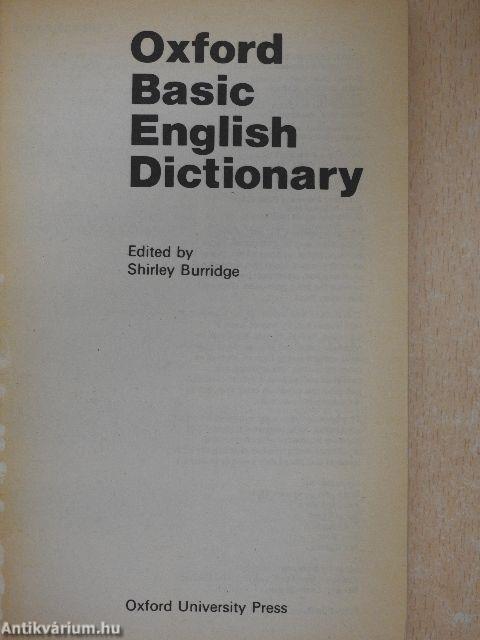 Oxford
Basic
English
Dictionary
Edited by
Shirley Burridge
Oxford University Press
Antikvárium.hu